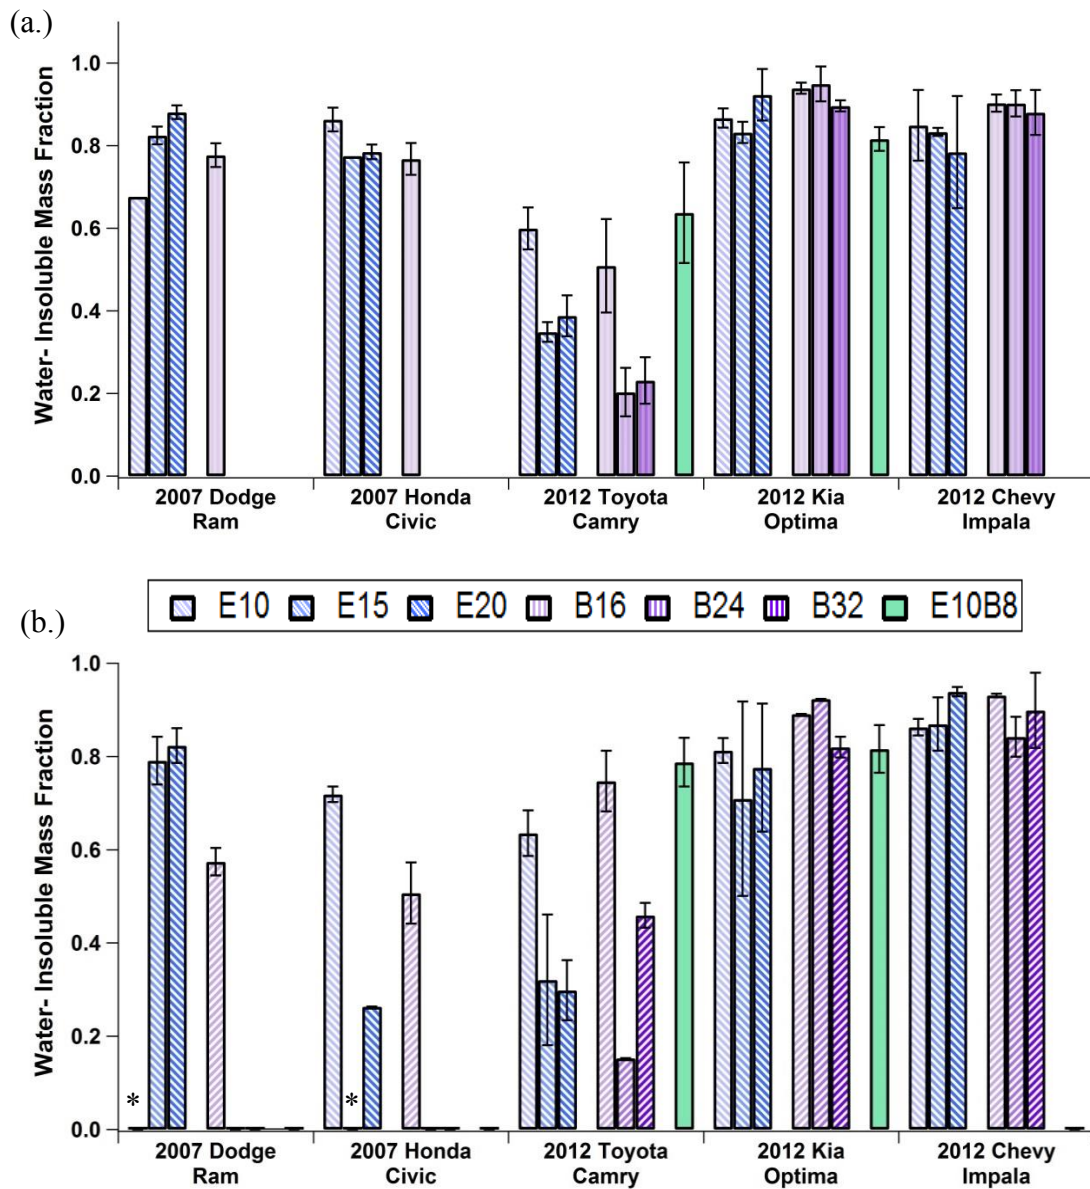 (a.)
Water- Insoluble Mass Fraction
1.0
0.8
0.6
0.4
0.2
0.0
2007 Dodge
Ram
2007 Honda
Civic
2012 Toyota
Camry
2012 Kia
Optima
2012 Chevy
Impala
E10 E15 E20 B16 B24 B32 E10B8
(b.)
Water- Insoluble Mass Fraction
1.0
0.8
0.6
0.4
0.2
0.0
* *
2007 Dodge
Ram
2007 Honda
Civic
2012 Toyota
Camry
2012 Kia
Optima
2012 Chevy
Impala